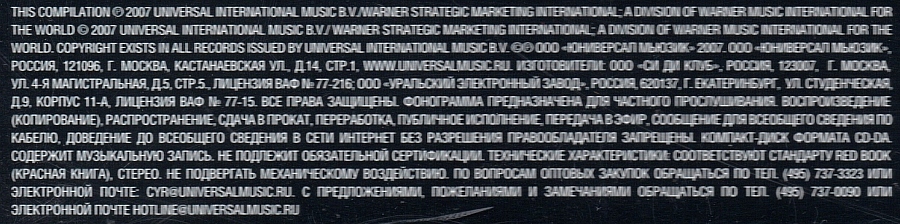 THIS COMPILATION ℗ 2007 UNIVERSAL INTERNATIONAL MUSIC B.V./WARNER STRATEGIC MARKETING INTERNATIONAL; A DIVISION OF WARNER MUSIC INTERNATIONAL FOR
THE WORLD © 2007 UNIVERSAL INTERNATIONAL MUSIC B.V./ WARNER STRATEGIC MARKETING INTERNATIONAL; A DIVISION OF WARNER MUSIC INTERNATIONAL FOR THE
WORLD. COPYRIGHT EXISTS IN ALL RECORDS ISSUED BY UNIVERSAL INTERNATIONAL MUSIC B.V. ©℗ ООО «ЮНИВЕРСАЛ МЬЮЗИК» 2007. ООО «ЮНИВЕРСАЛ МЬЮЗИК»,
РОССИЯ, 121096, Г. МОСКВА, КАСТАНАЕВСКАЯ УЛ., Д.14, СТР.1, WWW.UNIVERSALMUSIC.RU. ИЗГОТОВИТЕЛИ: ООО «СИ ДИ КЛУБ», РОССИЯ, 123007, Г. МОСКВА,
УЛ. 4-Я МАГИСТРАЛЬНАЯ, Д.5, СТР.5., ЛИЦЕНЗИЯ ВАФ № 77-216; ООО «УРАЛЬСКИЙ ЭЛЕКТРОННЫЙ ЗАВОД», РОССИЯ, 620137, Г. ЕКАТЕРИНБУРГ, УЛ. СТУДЕНЧЕСКАЯ,
Д.9, КОРПУС 11-А, ЛИЦЕНЗИЯ ВАФ № 77-15. ВСЕ ПРАВА ЗАЩИЩЕНЫ. ФОНОГРАММА ПРЕДНАЗНАЧЕНА ДЛЯ ЧАСТНОГО ПРОСЛУШИВАНИЯ. ВОСПРОИЗВЕДЕНИЕ
(КОПИРОВАНИЕ), РАСПРОСТРАНЕНИЕ, СДАЧА В ПРОКАТ, ПЕРЕРАБОТКА, ПУБЛИЧНОЕ ИСПОЛНЕНИЕ, ПЕРЕДАЧА В ЭФИР, СООБЩЕНИЕ ДЛЯ ВСЕОБЩЕГО СВЕДЕНИЯ ПО
КАБЕЛЮ, ДОВЕДЕНИЕ ДО ВСЕОБЩЕГО СВЕДЕНИЯ В СЕТИ ИНТЕРНЕТ БЕЗ РАЗРЕШЕНИЯ ПРАВООБЛАДАТЕЛЯ ЗАПРЕЩЕНЫ. КОМПАКТ-ДИСК ФОРМАТА CD-DA.
СОДЕРЖИТ МУЗЫКАЛЬНУЮ ЗАПИСЬ. НЕ ПОДЛЕЖИТ ОБЯЗАТЕЛЬНОЙ СЕРТИФИКАЦИИ. ТЕХНИЧЕСКИЕ ХАРАКТЕРИСТИКИ: СООТВЕТСТВУЮТ СТАНДАРТУ RED BOOK
(КРАСНАЯ КНИГА), СТЕРЕО. НЕ ПОДВЕРГАТЬ МЕХАНИЧЕСКОМУ ВОЗДЕЙСТВИЮ. ПО ВОПРОСАМ ОПТОВЫХ ЗАКУПОК ОБРАЩАТЬСЯ ПО ТЕЛ. (495) 737-3323 ИЛИ
ЭЛЕКТРОННОЙ ПОЧТЕ: CYR@UNIVERSALMUSIC.RU. С ПРЕДЛОЖЕНИЯМИ, ПОЖЕЛАНИЯМИ И ЗАМЕЧАНИЯМИ ОБРАЩАТЬСЯ ПО ТЕЛ. (495) 737-0090 ИЛИ
ЭЛЕКТРОННОЙ ПОЧТЕ HOTLINE@UNIVERSALMUSIC.RU